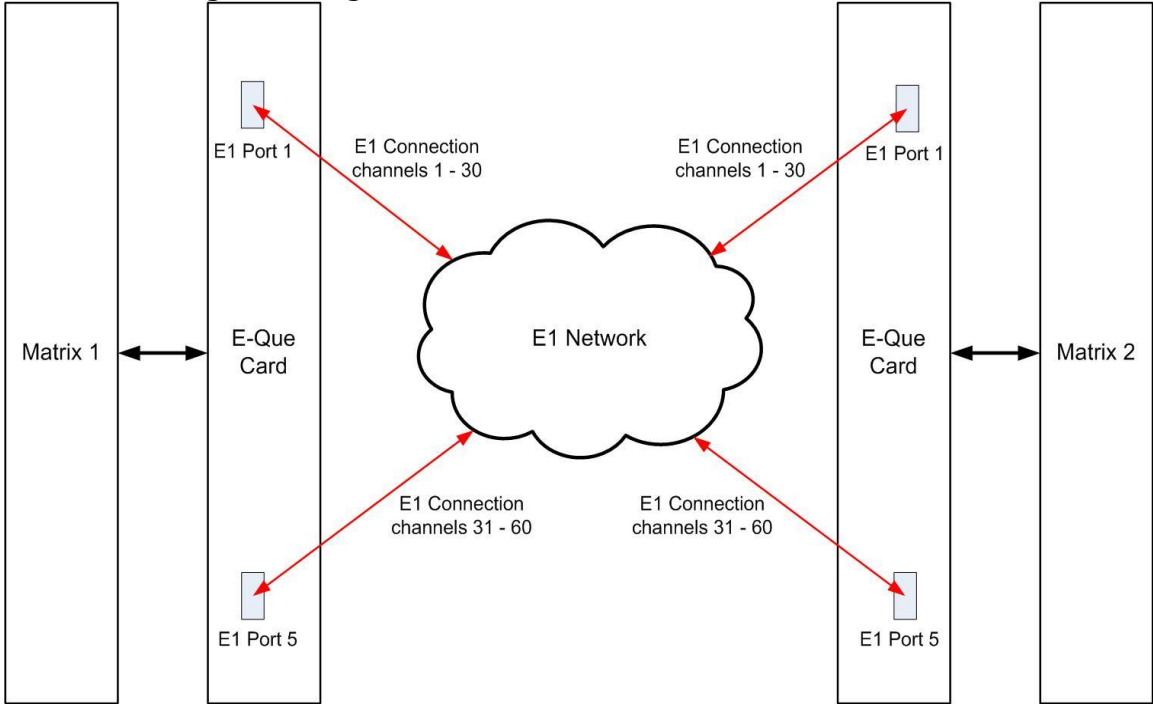 E1 Port 1
E1 Connection
channels 1 - 30
E1 Connection
channels 1 - 30
E1 Port 1
Matrix 1
E-Que
Card
E1 Network
E-Que
Card
Matrix 2
E1 Connection
channels 31 - 60
E1 Connection
channels 31 - 60
E1 Port 5
E1 Port 5